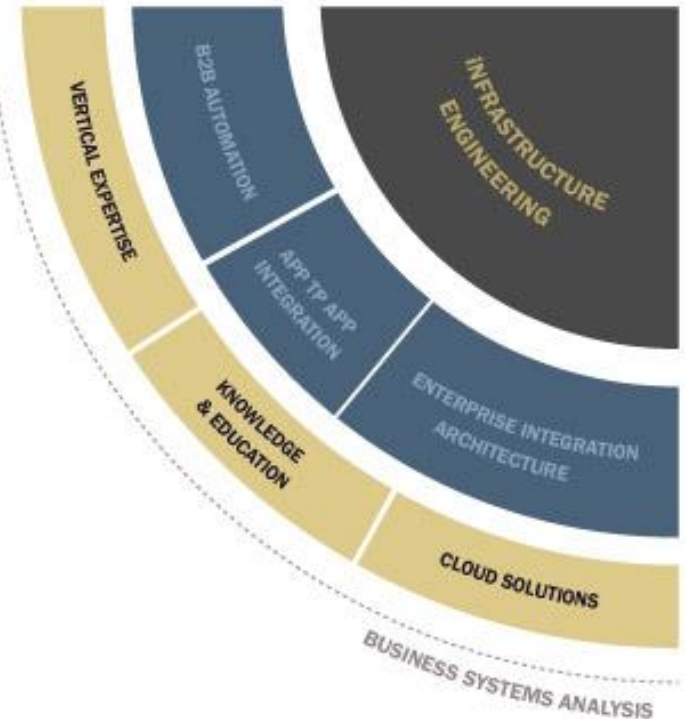 iNFRASTRUCTURE
ENGINEERING
B2B AUTOMATION
APP TP APP
INTEGRATION
ENTERPRISE INTEGRATION
ARCHITECTURE
VERTICAL EXPERTISE
KNOWLEDGE
& EDUCATION
CLOUD SOLUTIONS
BUSINESS SYSTEMS ANALYSIS